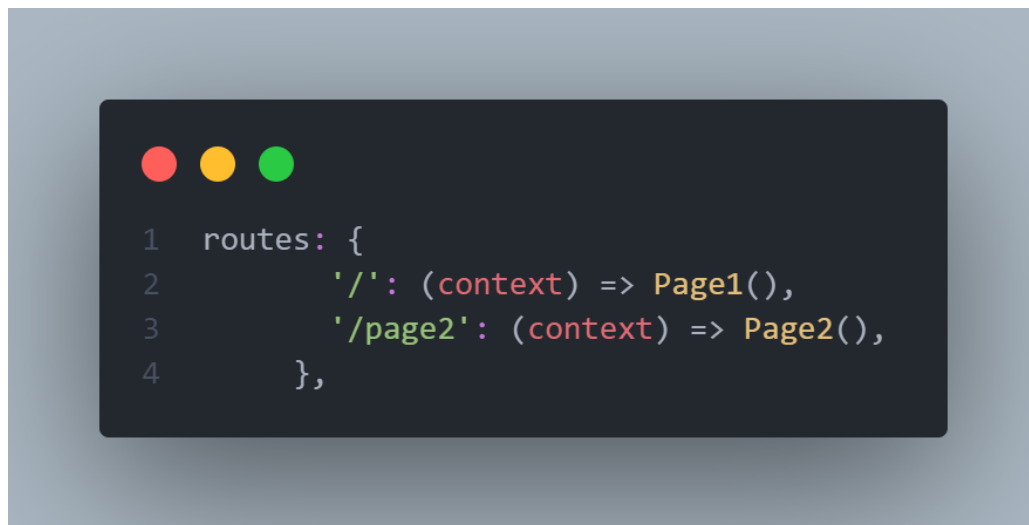 1 routes: {
2 '/': (context) => Page1(),
3 '/page2': (context) => Page2(),
4 },